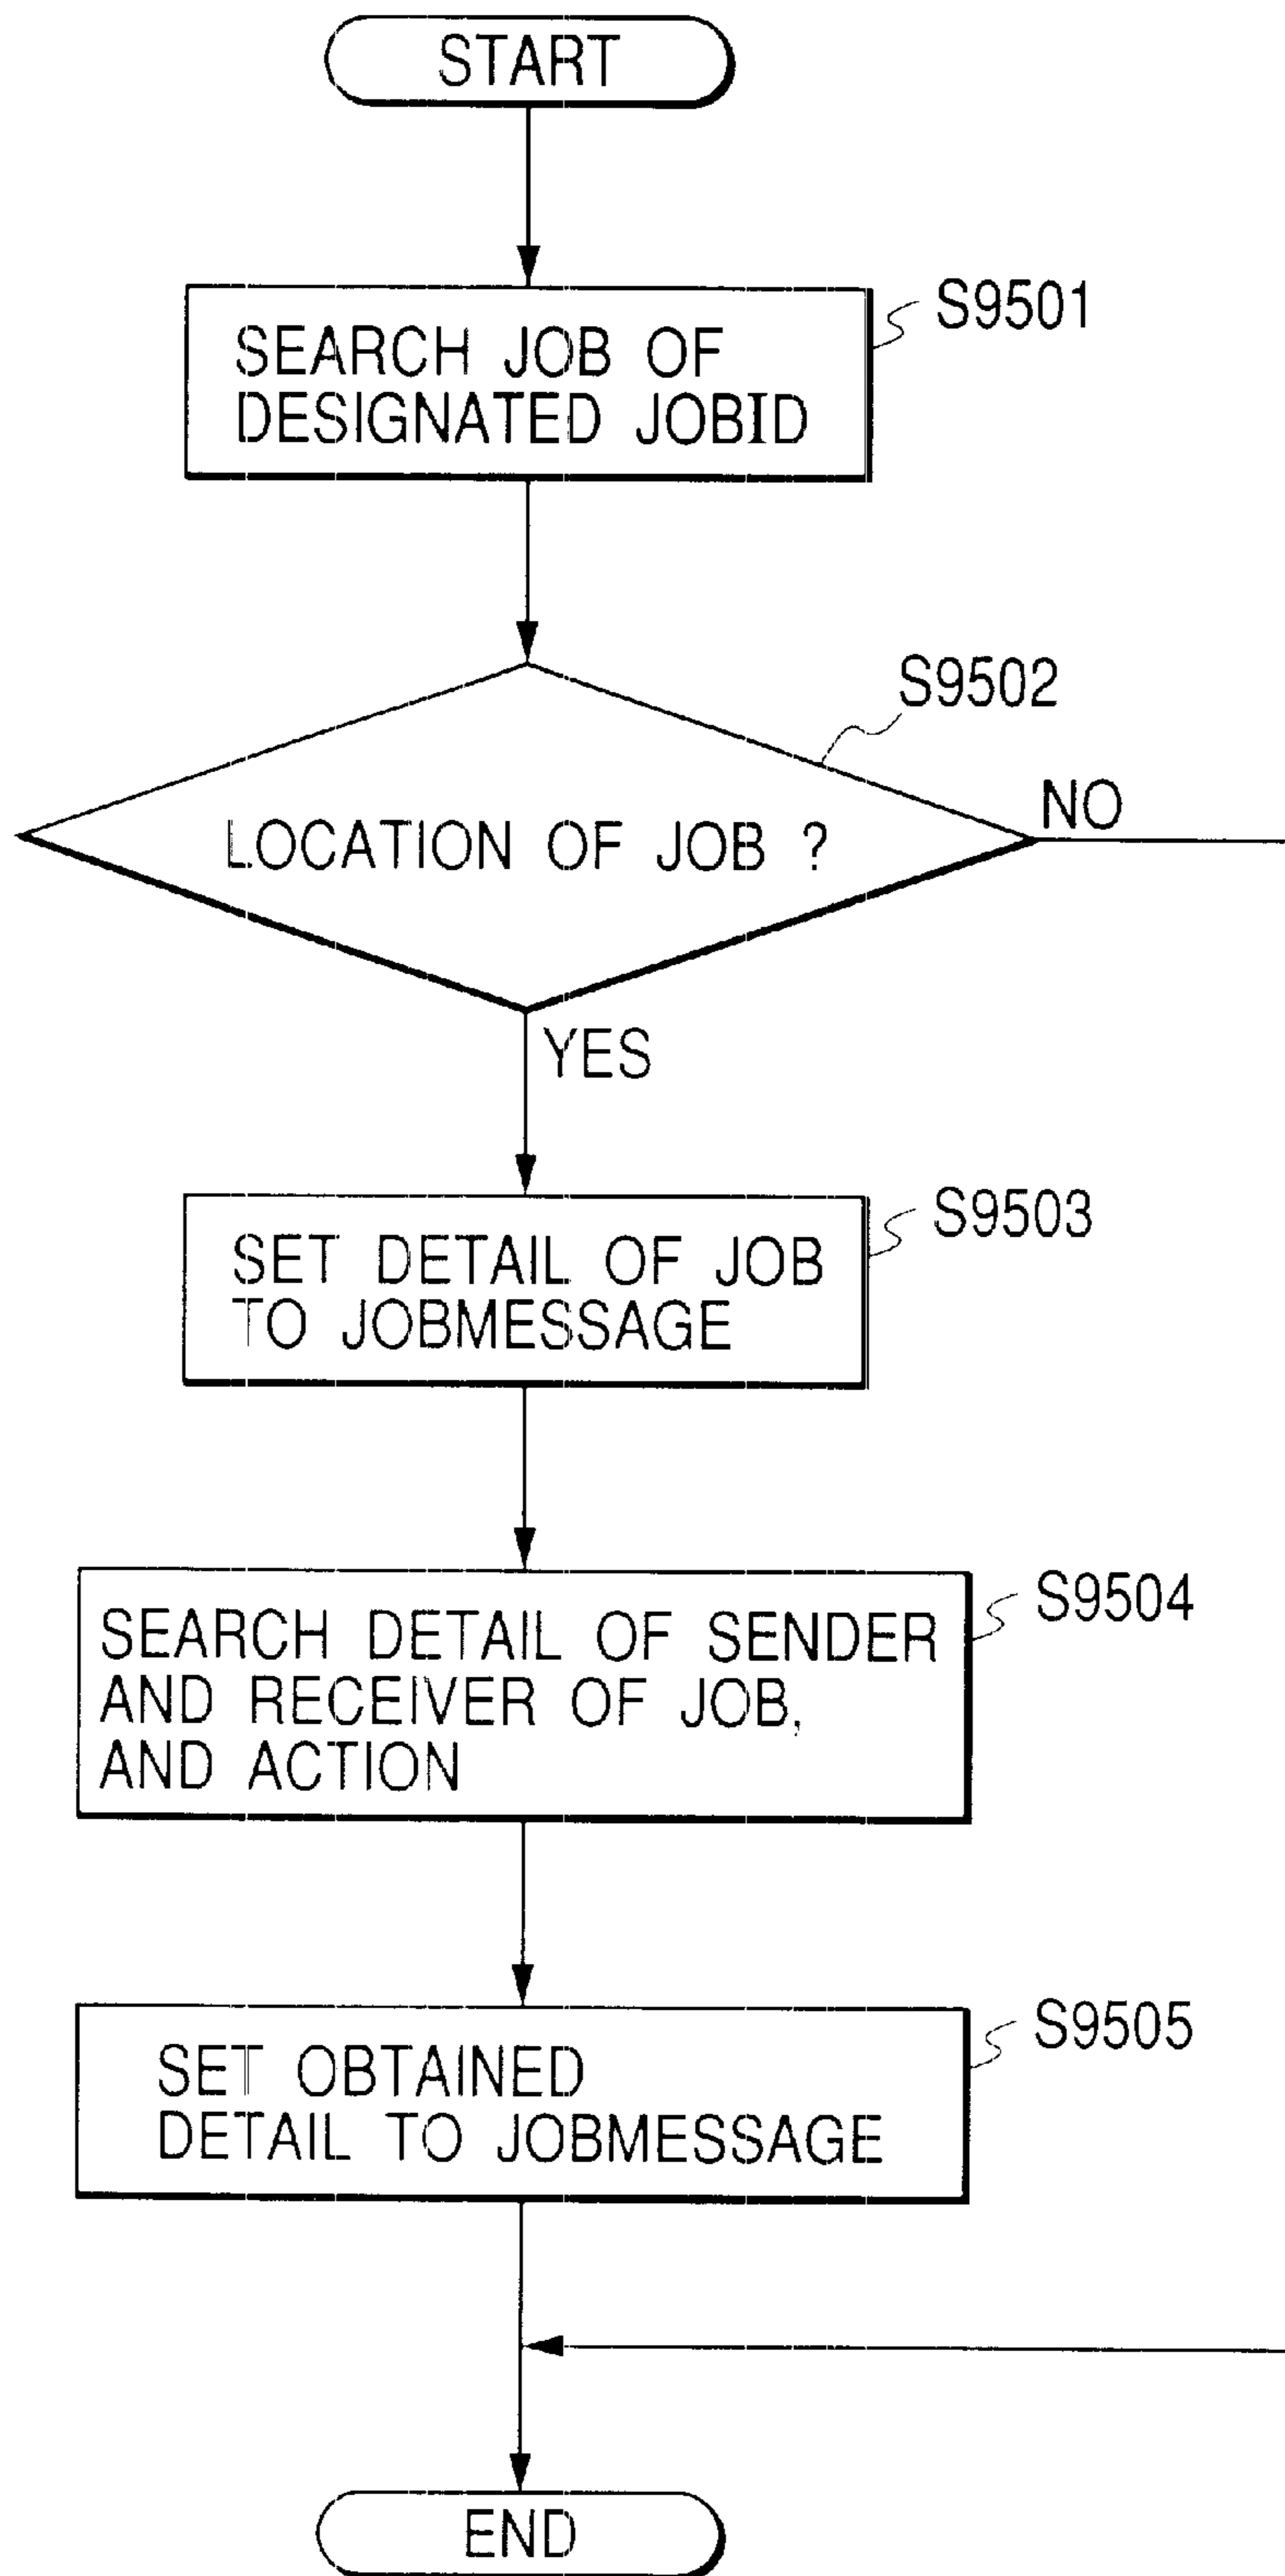 START
S9501
SEARCH JOB OF
DESIGNATED JOBID
S9502
LOCATION OF JOB ?
NO
YES
S9503
SET DETAIL OF JOB
TO JOBMESSAGE
S9504
SEARCH DETAIL OF SENDER
AND RECEIVER OF JOB,
AND ACTION
S9505
SET OBTAINED
DETAIL TO JOBMESSAGE
END